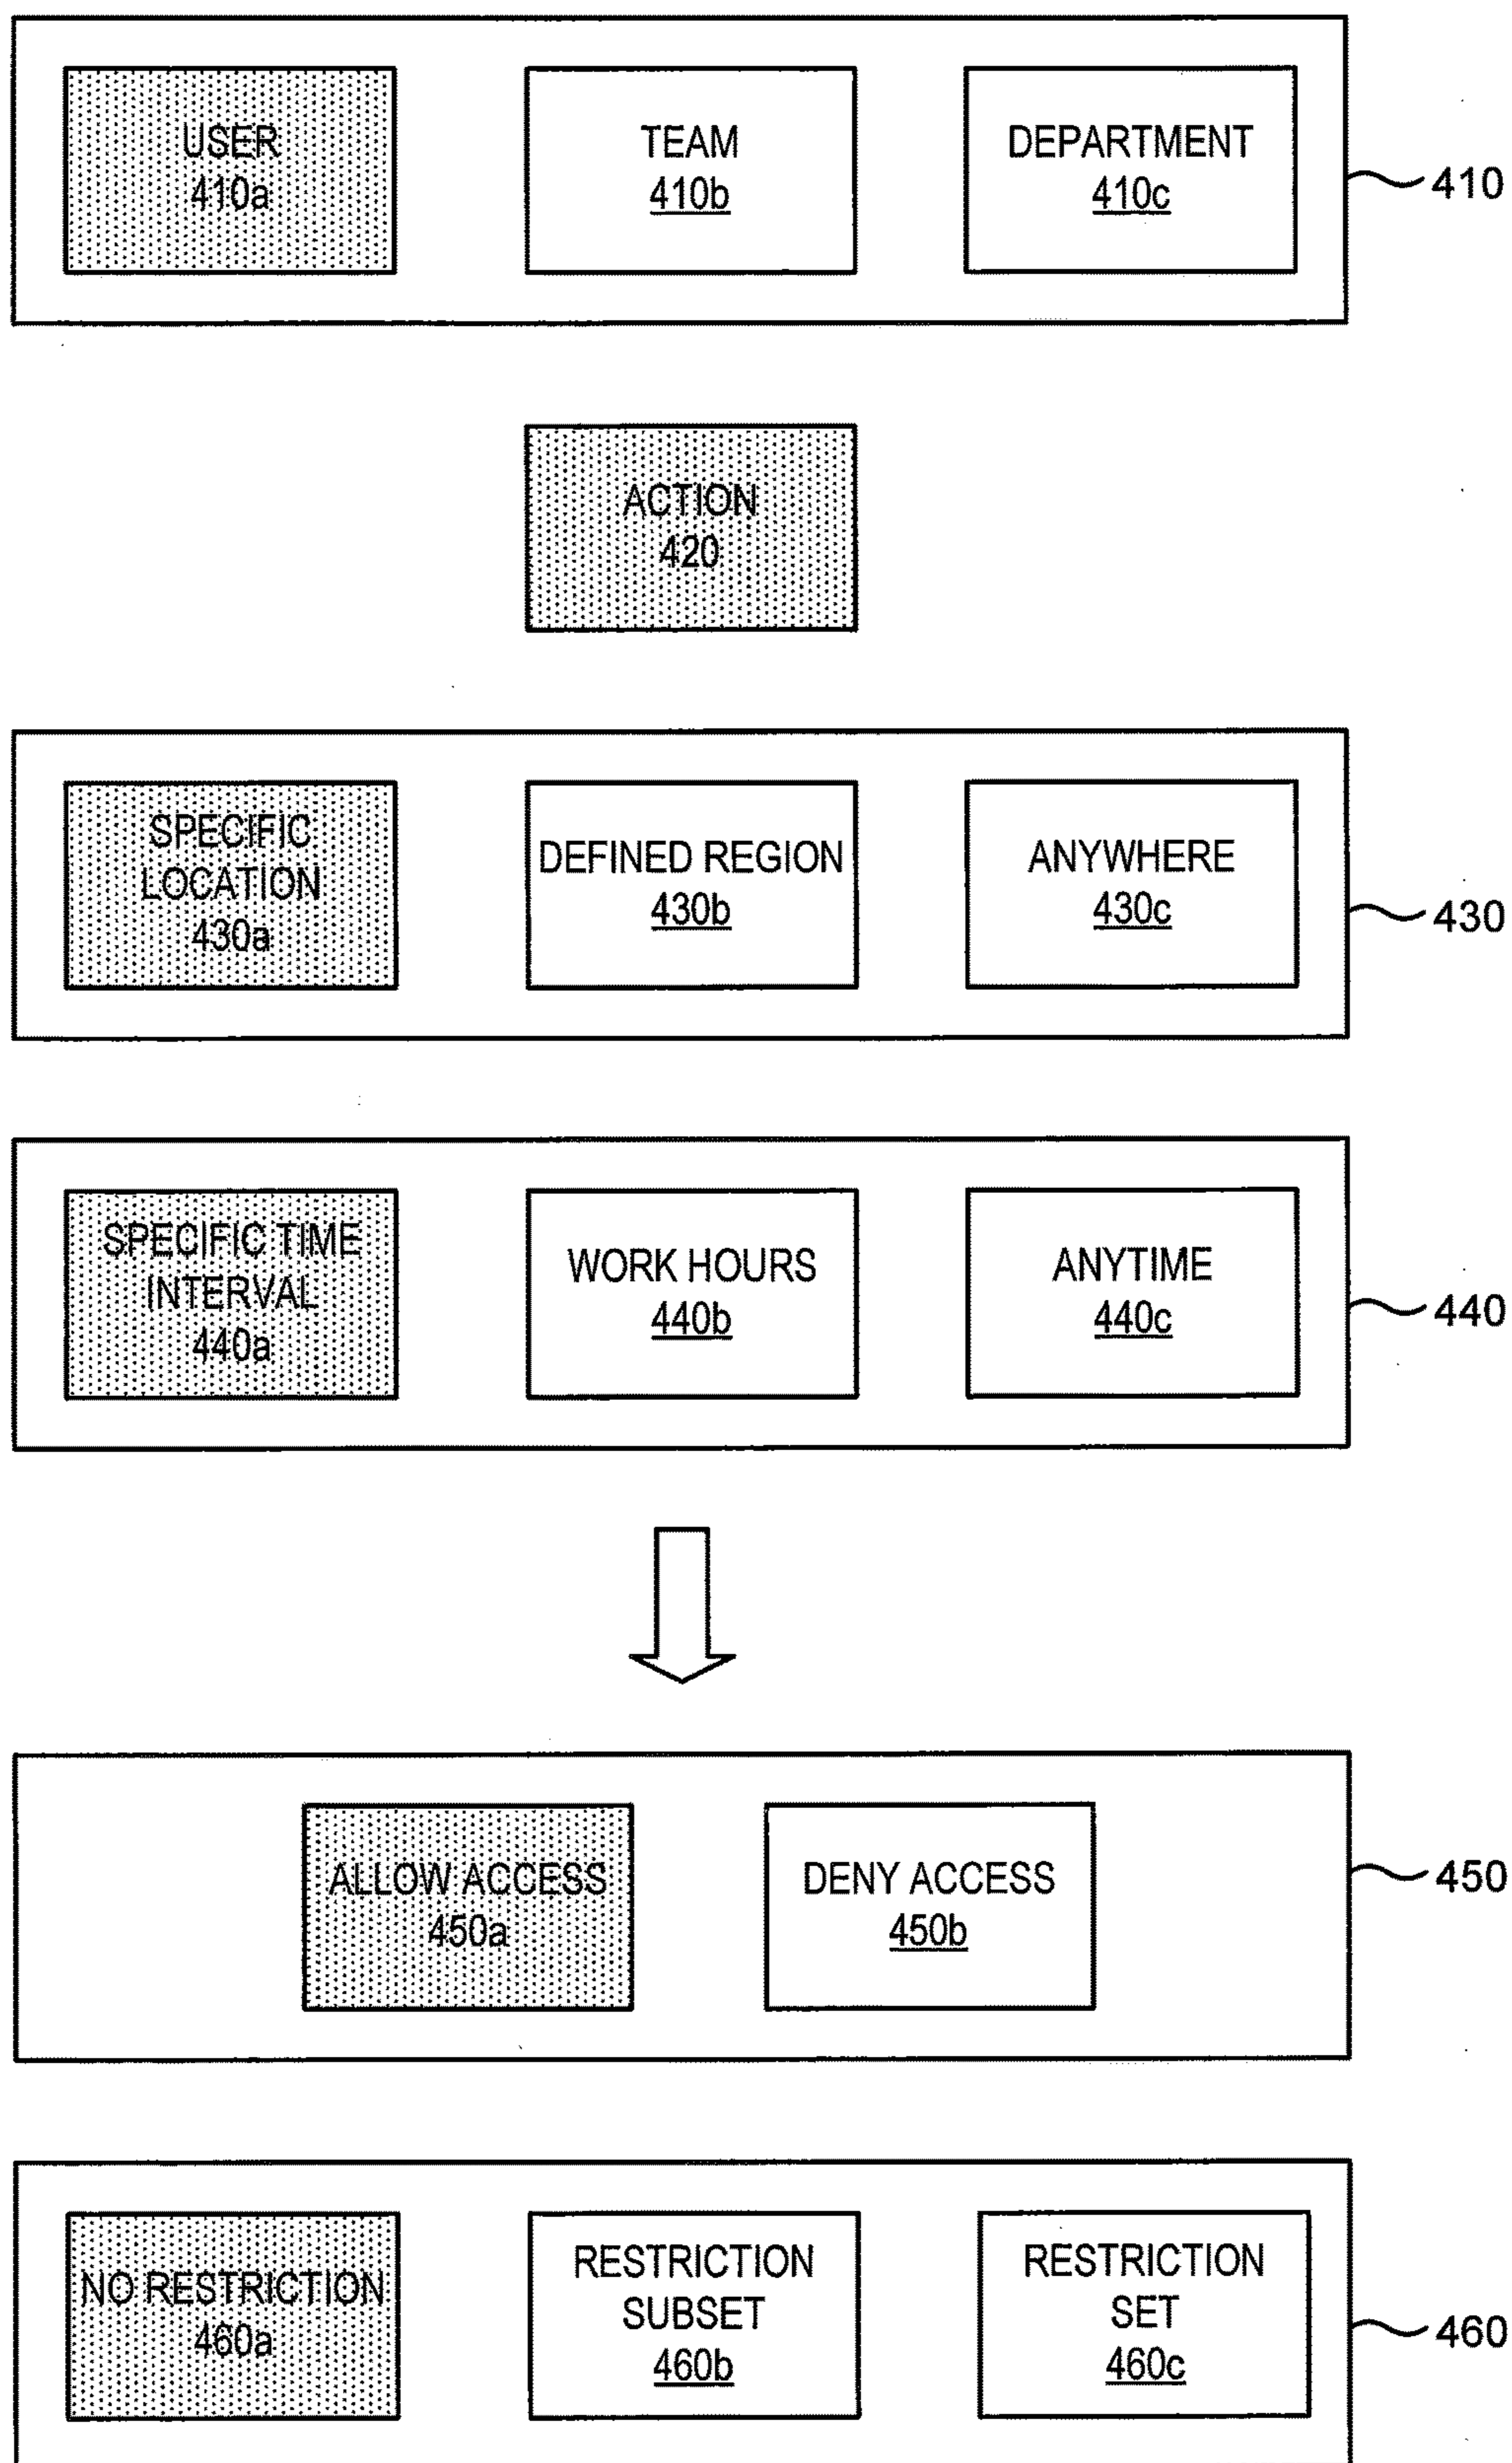 USER
410a
TEAM
410b
DEPARTMENT
410c
410
ACTION
420
SPECIFIC
LOCATION
430a
DEFINED REGION
430b
ANYWHERE
430c
430
SPECIFIC TIME
INTERVAL
440a
WORK HOURS
440b
ANYTIME
440c
440
ALLOW ACCESS
450a
DENY ACCESS
450b
450
NO RESTRICTION
460a
RESTRICTION
SUBSET
460b
RESTRICTION
SET
460c
460